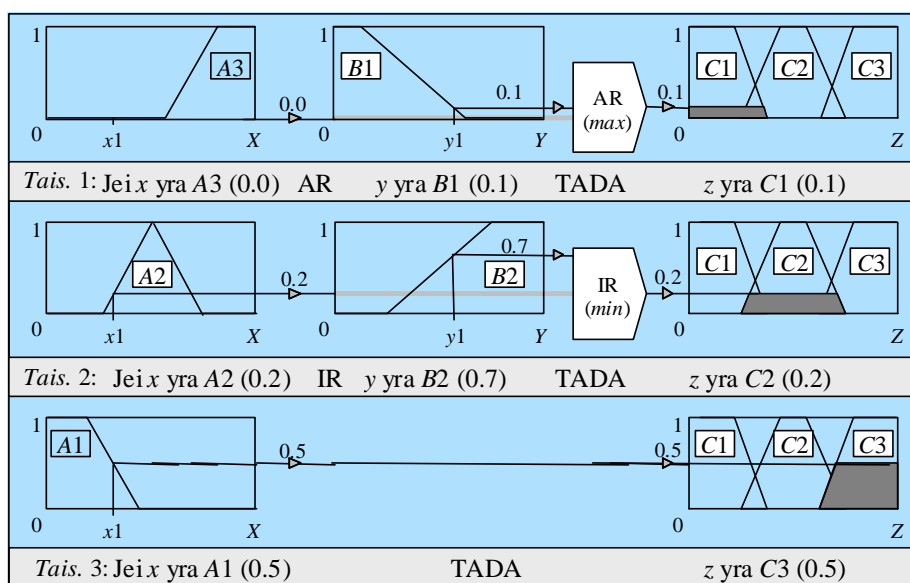 1 A3 B1 0.1 AR (max) 0.1 C1 C2 C3
0.0
0 x1 X 0 y1 Y 0 Z
Tais. 1: Jei x yra A3 (0.0) AR y yra B1 (0.1) TADA z yra C1 (0.1)
1 A2 0.2 1 B2 0.7 IR (min) 0.2 1 C1 C2 C3
0 x1 X 0 y1 Y 0 Z
Tais. 2: Jei x yra A2 (0.2) IR y yra B2 (0.7) TADA z yra C2 (0.2)
1 A1 0.5 0.5 1 C1 C2 C3
0 x1 X 0 Z
Tais. 3: Jei x yra A1 (0.5) TADA z yra C3 (0.5)